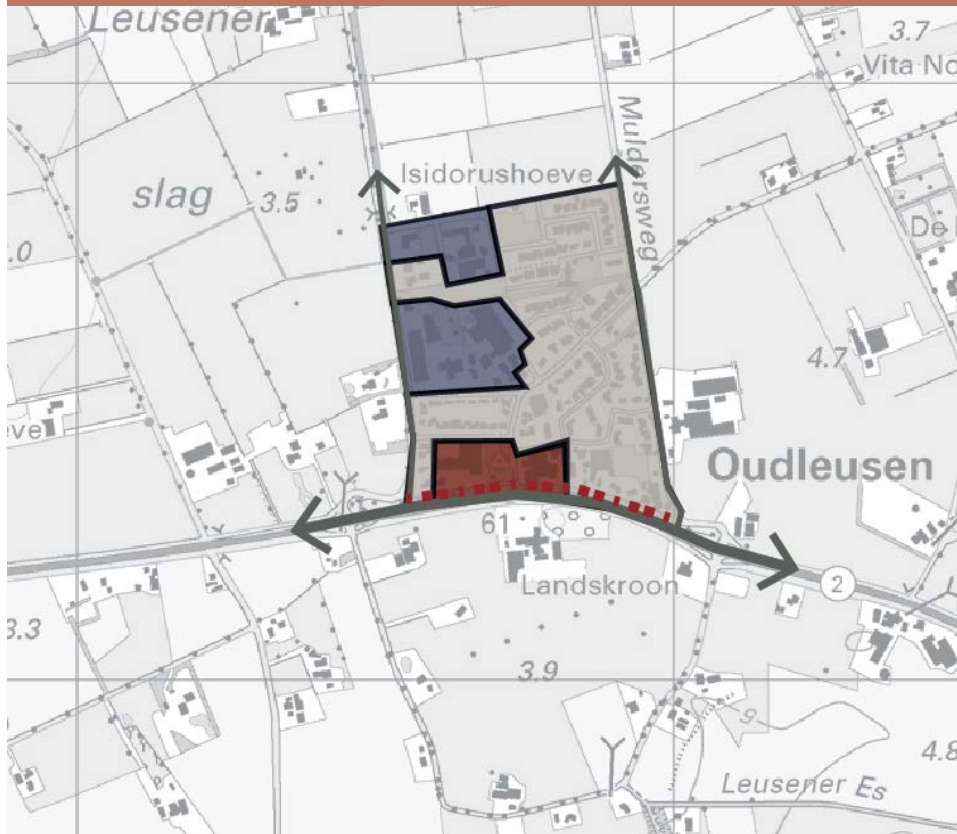 Leusener
3.7
Vita No
Muldersweg
Isidorushoeve
slag
3.5
De
.0
4.7
eve
Oudleusen
61
Landskroon
2
3.3
3.9
4.8
Leusener Es